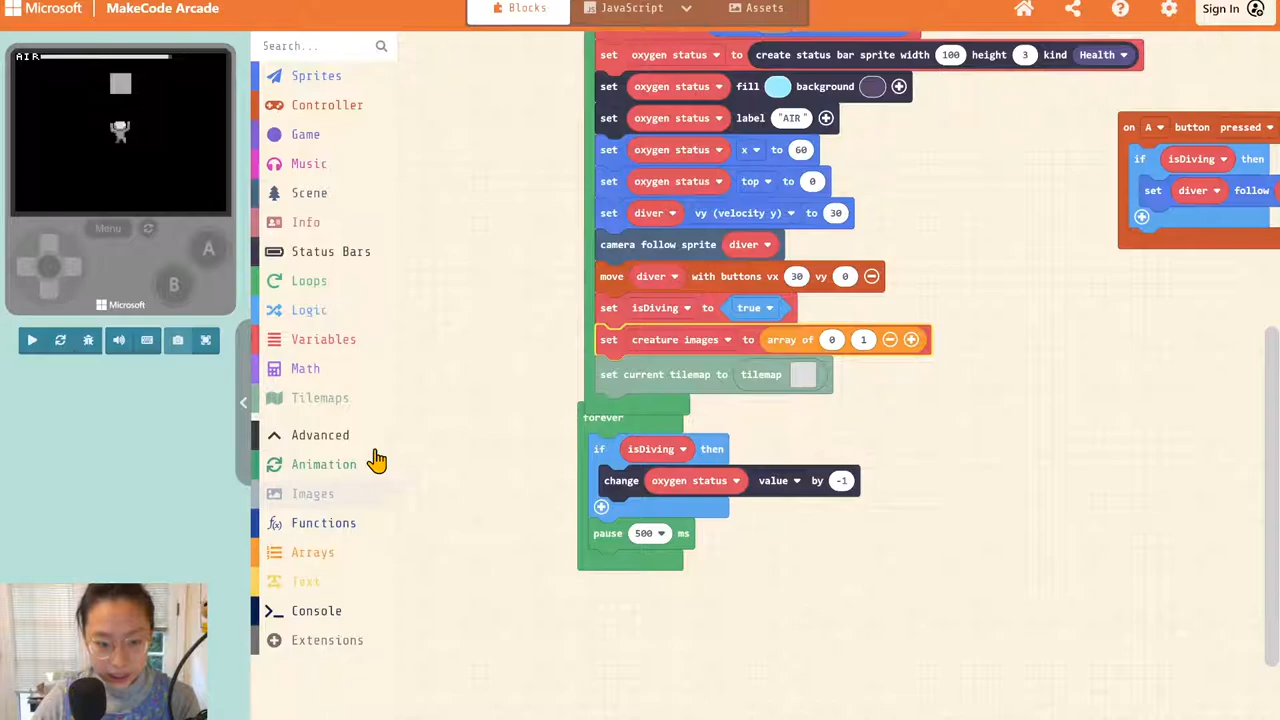 Microsoft
MakeCode Arcade
Blocks
JavaScript
Assets
Sign In
AIR
Menu
A
B
Microsoft
Search...
Sprites
Controller
Game
Music
Scene
Info
Status Bars
Loops
Logic
Variables
Math
Tilemaps
Advanced
Animation
Images
Functions
Arrays
Text
Console
Extensions
set oxygen status to create status bar sprite width 100 height 3 kind Health
set oxygen status fill background
set oxygen status label "AIR"
set oxygen status x to 60
set oxygen status top to 0
set diver vy (velocity y) to 30
camera follow sprite diver
move diver with buttons vx 30 vy 0
set isDiving to true
set creature images to array of 0 1
set current tilemap to tilemap
forever
if isDiving then
change oxygen status value by -1
pause 500 ms
on A button pressed
if isDiving then
set diver follow